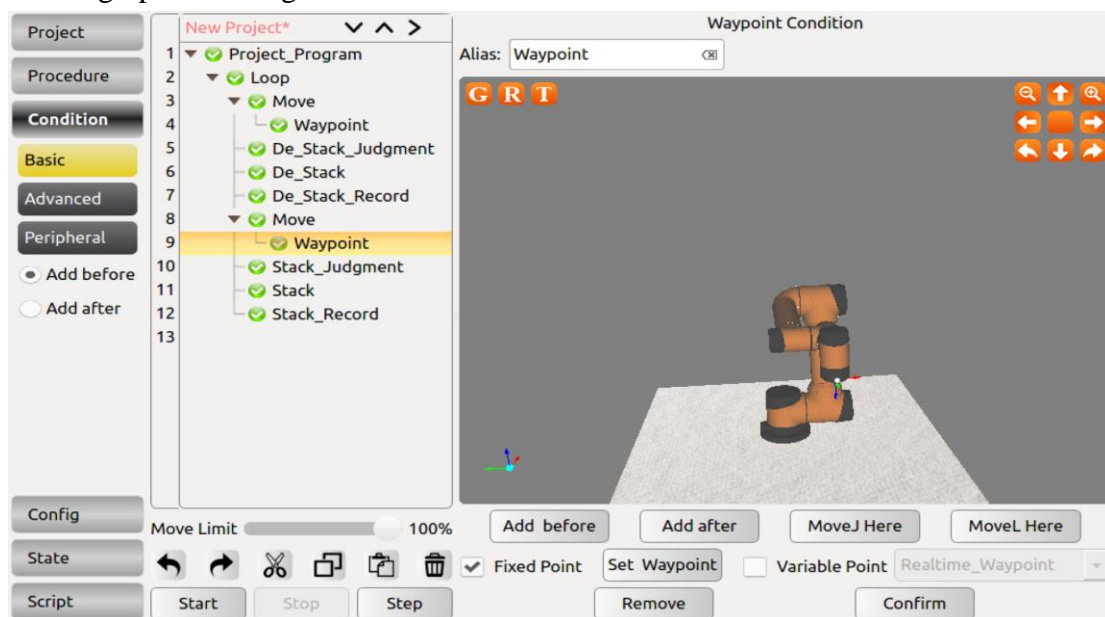 Project
Procedure
Condition
Basic
Advanced
Peripheral
Add before
Add after
Config
State
Script
New Project*
1 Project_Program
2 Loop
3 Move
4 Waypoint
5 De_Stack_Judgment
6 De_Stack
7 De_Stack_Record
8 Move
9 Waypoint
10 Stack_Judgment
11 Stack
12 Stack_Record
13
Move Limit 100%
Start Stop Step
Waypoint Condition
Alias: Waypoint
G R T
Add before Add after MoveJ Here MoveL Here
Fixed Point Set Waypoint Variable Point Realtime_Waypoint
Remove Confirm